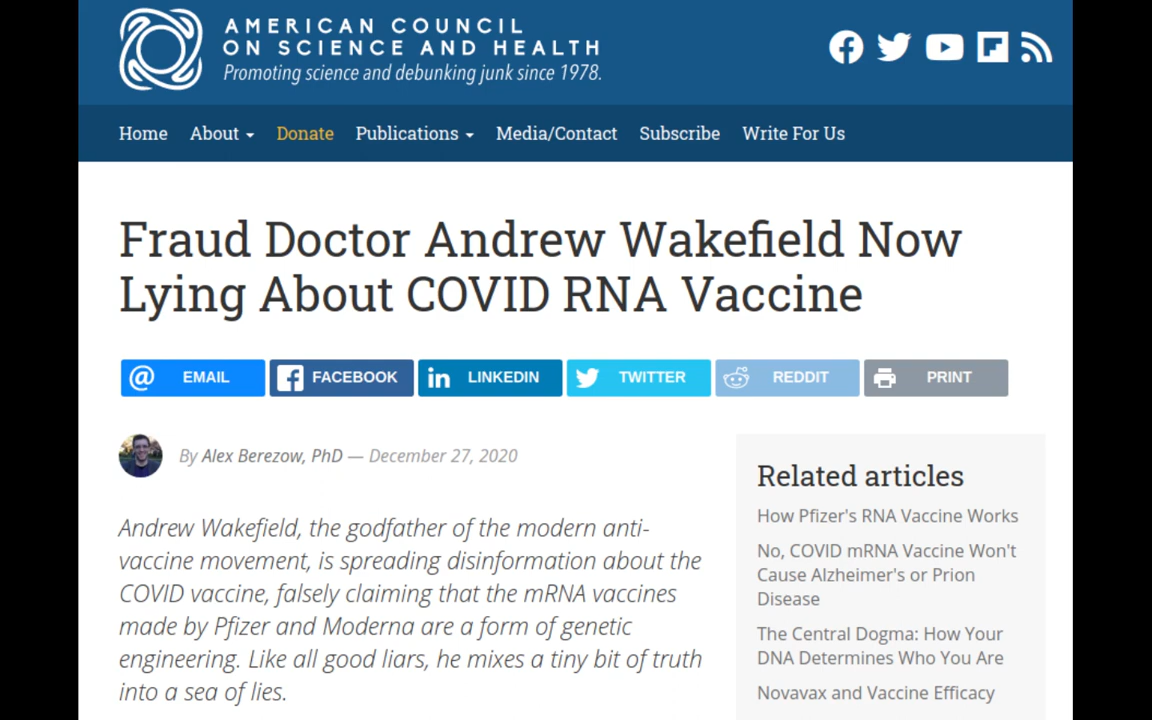 AMERICAN COUNCIL
ON SCIENCE AND HEALTH
Promoting science and debunking junk since 1978.
Home About Donate Publications Media/Contact Subscribe Write For Us
Fraud Doctor Andrew Wakefield Now
Lying About COVID RNA Vaccine
@ EMAIL FACEBOOK LINKEDIN TWITTER REDDIT PRINT
By Alex Berezow, PhD — December 27, 2020
Andrew Wakefield, the godfather of the modern anti-
vaccine movement, is spreading disinformation about the
COVID vaccine, falsely claiming that the mRNA vaccines
made by Pfizer and Moderna are a form of genetic
engineering. Like all good liars, he mixes a tiny bit of truth
into a sea of lies.
Related articles
How Pfizer's RNA Vaccine Works
No, COVID mRNA Vaccine Won't
Cause Alzheimer's or Prion
Disease
The Central Dogma: How Your
DNA Determines Who You Are
Novavax and Vaccine Efficacy